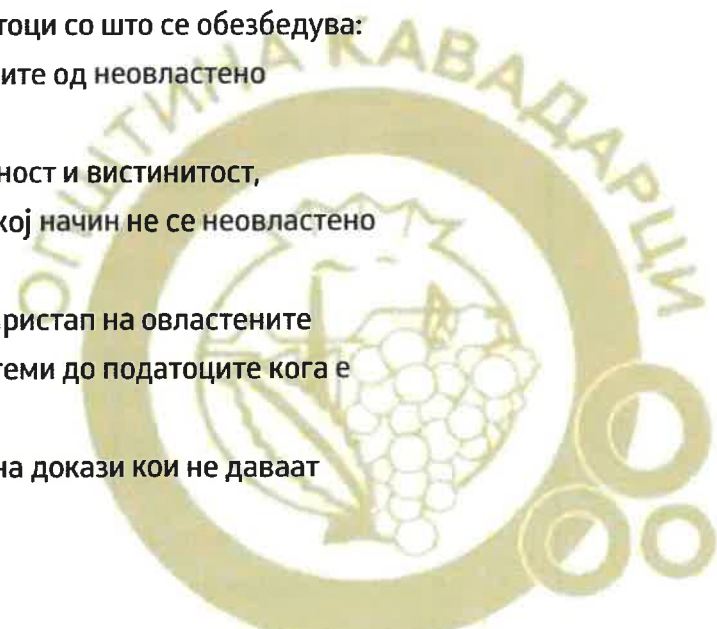 тоци со што се обезбедува:
ите од неовластено
ност и вистинитост,
кој начин не се неовластено
ристап на овластените
теми до податоците кога е
на докази кои не даваат
ОПШТИНА КАВАДАРЦИ